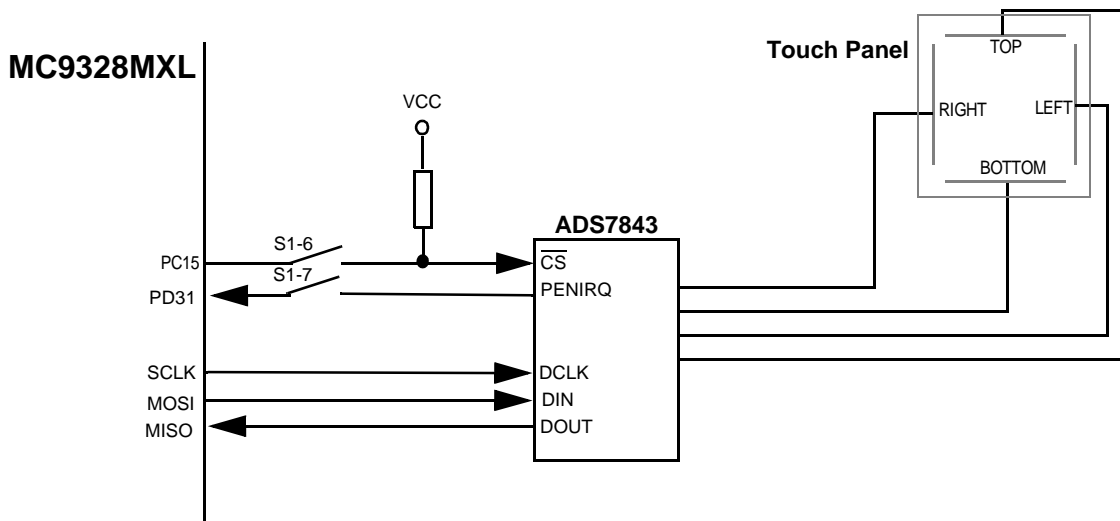 MC9328MXL
Touch Panel
TOP
RIGHT
LEFT
BOTTOM
VCC
ADS7843
S1-6
PC15
CS
S1-7
PD31
PENIRQ
SCLK
DCLK
MOSI
DIN
MISO
DOUT